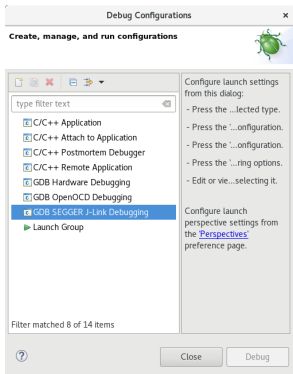 Debug Configurations
Create, manage, and run configurations
type filter text
C/C++ Application
C/C++ Attach to Application
C/C++ Postmortem Debugger
C/C++ Remote Application
GDB Hardware Debugging
GDB OpenOCD Debugging
GDB SEGGER J-Link Debugging
Launch Group
Filter matched 8 of 14 items
Configure launch settings
from this dialog:
- Press the ...lected type.
- Press the '...onfiguration.
- Press the '...onfiguration.
- Press the '...ring options.
- Edit or vie...selecting it.
Configure launch
perspective settings from
the 'Perspectives'
preference page.
Close
Debug